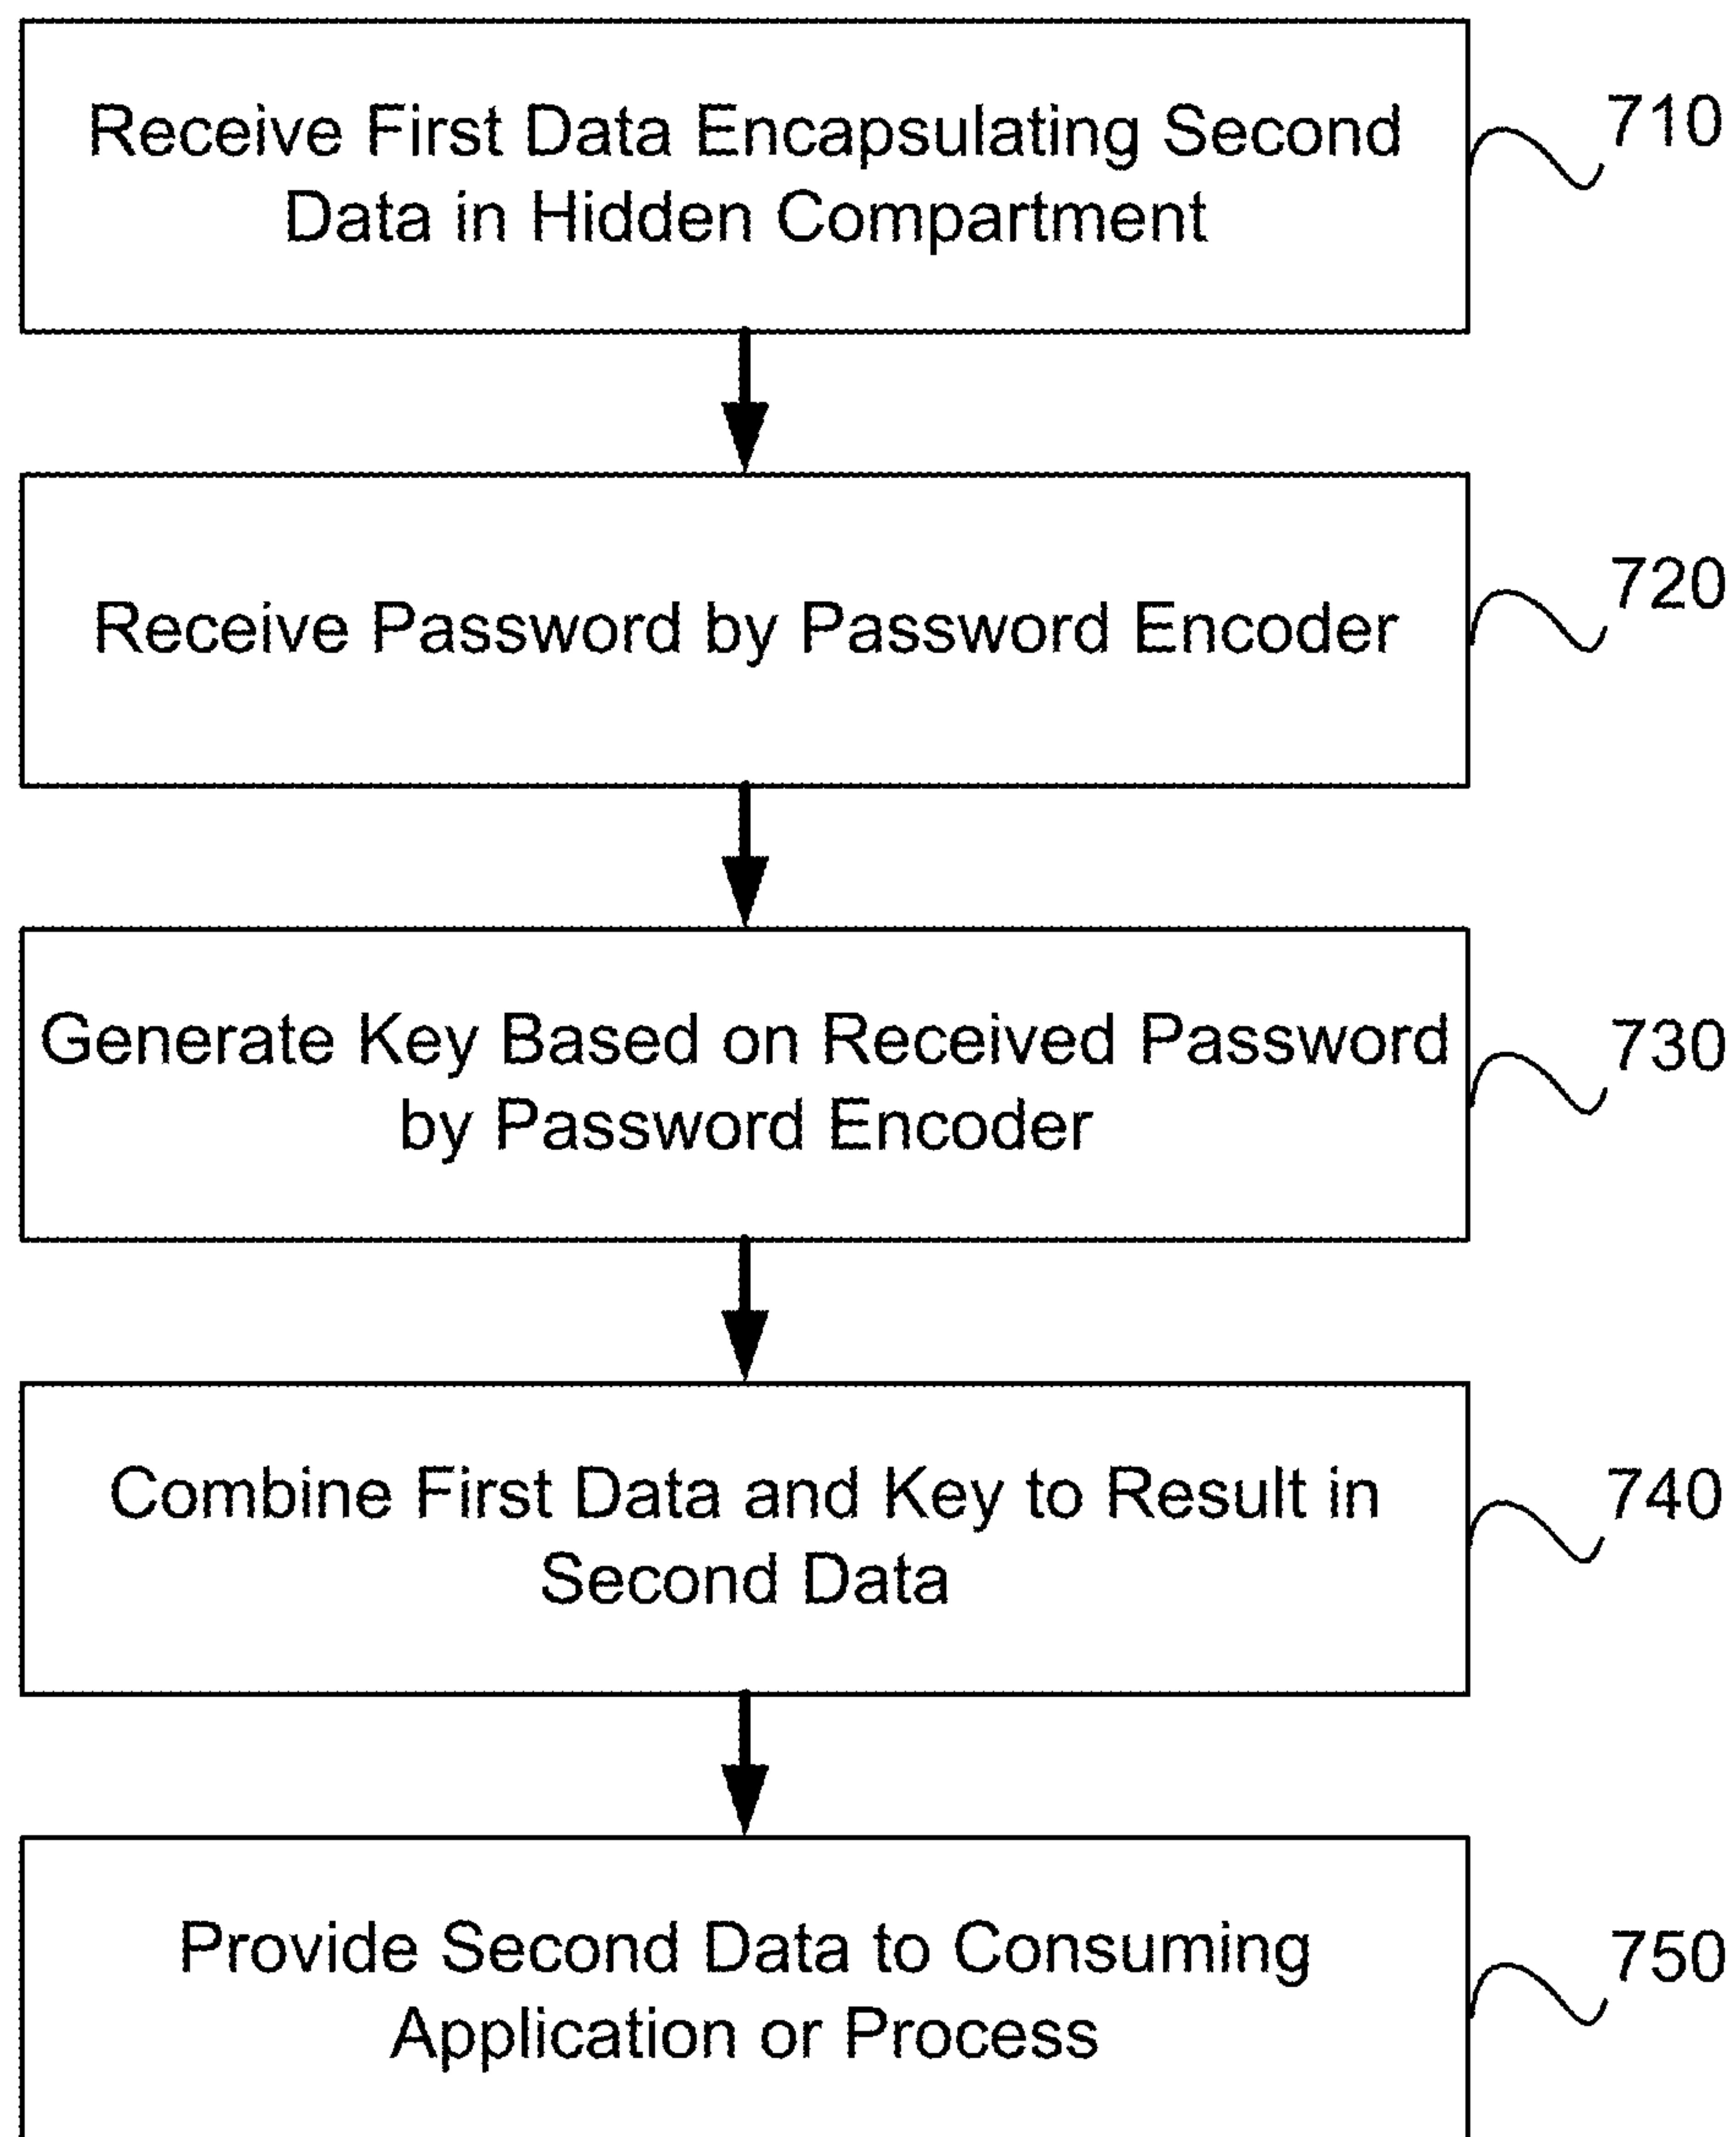 Receive First Data Encapsulating Second
Data in Hidden Compartment
710
Receive Password by Password Encoder
720
Generate Key Based on Received Password
by Password Encoder
730
Combine First Data and Key to Result in
Second Data
740
Provide Second Data to Consuming
Application or Process
750